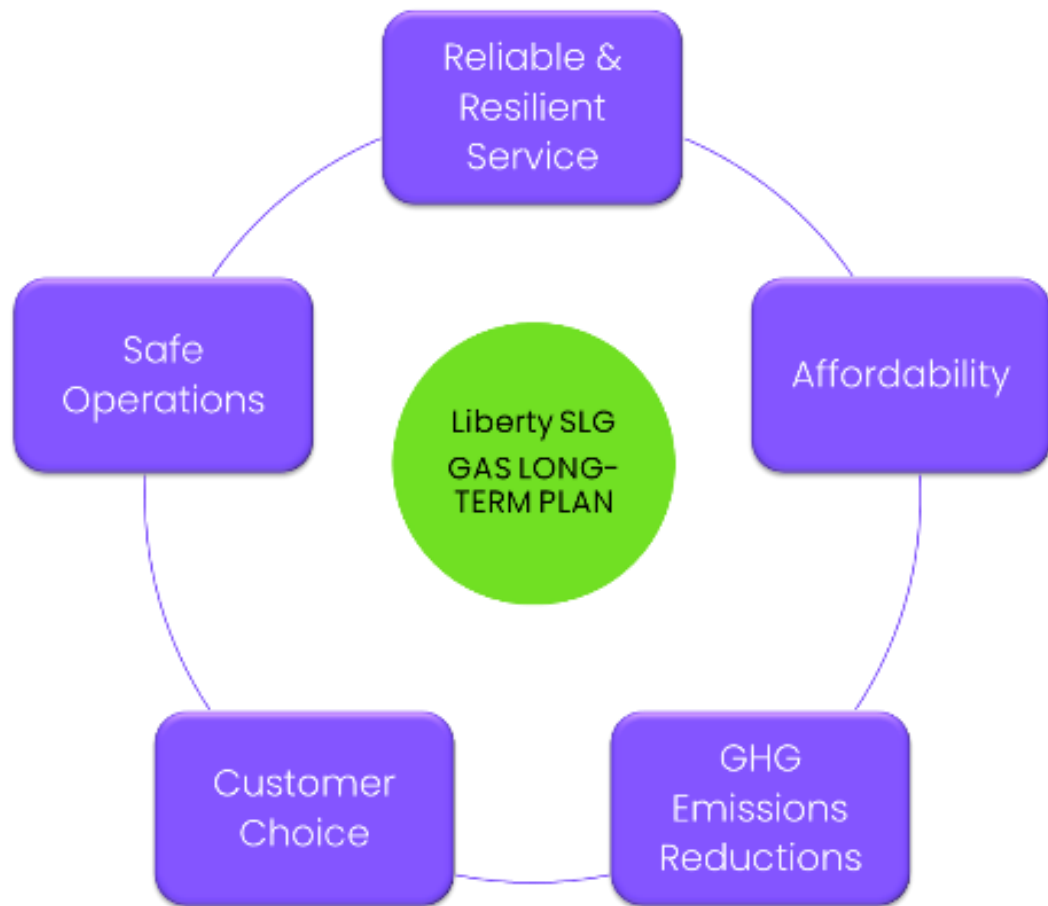 Reliable &
Resilient
Service
Safe
Operations
Affordability
Liberty SLG
GAS LONG-
TERM PLAN
Customer
Choice
GHG
Emissions
Reductions